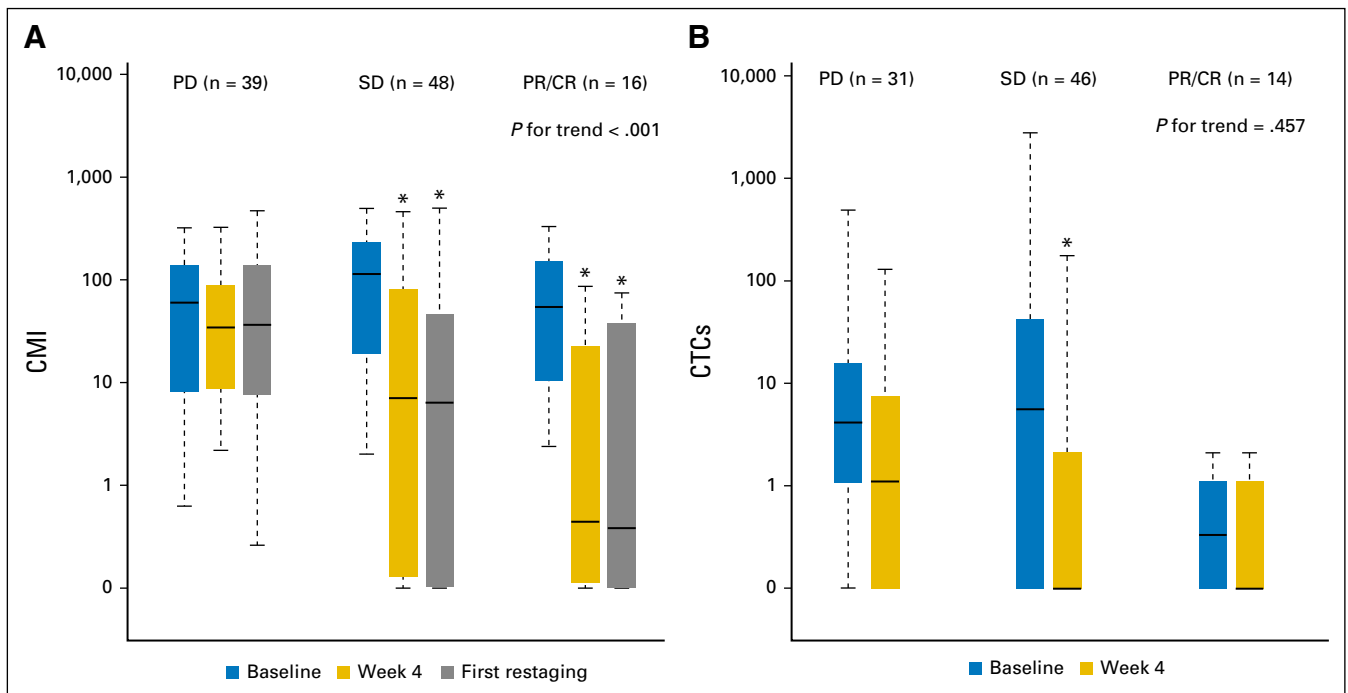 A
PD (n = 39)
SD (n = 48)
PR/CR (n = 16)
P for trend < .001
10,000
1,000
100
10
1
0
CMI
*
*
*
*
Baseline
Week 4
First restaging
B
PD (n = 31)
SD (n = 46)
PR/CR (n = 14)
P for trend = .457
10,000
1,000
100
10
1
0
CTCs
*
Baseline
Week 4